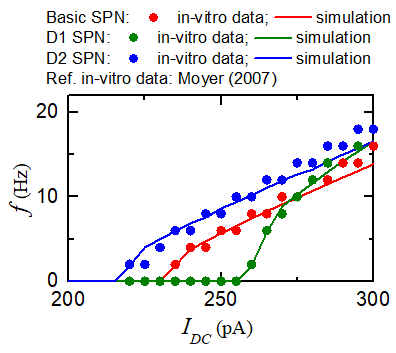 Basic SPN: in-vitro data; simulation
D1 SPN: in-vitro data; simulation
D2 SPN: in-vitro data; simulation
Ref. in-vitro data: Moyer (2007)
20
10
0
f (Hz)
200 250 300
I_DC (pA)